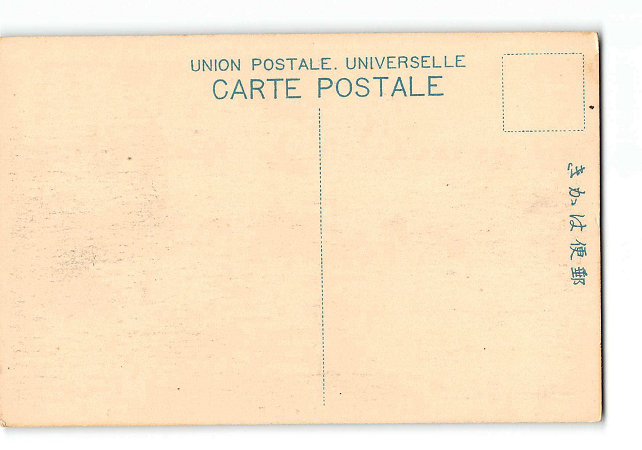 UNION POSTALE. UNIVERSELLE
CARTE POSTALE
郵便はかき